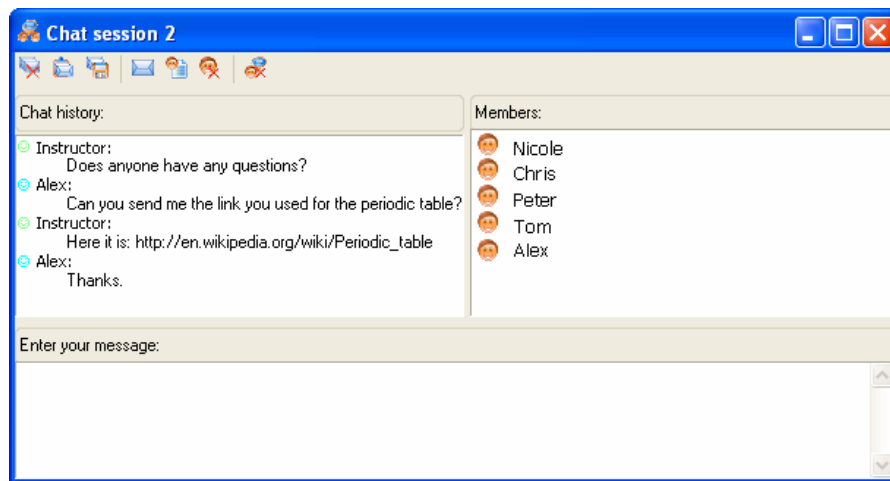 Chat session 2
Chat history:
Instructor:
Does anyone have any questions?
Alex:
Can you send me the link you used for the periodic table?
Instructor:
Here it is: http://en.wikipedia.org/wiki/Periodic_table
Alex:
Thanks.
Members:
Nicole
Chris
Peter
Tom
Alex
Enter your message: